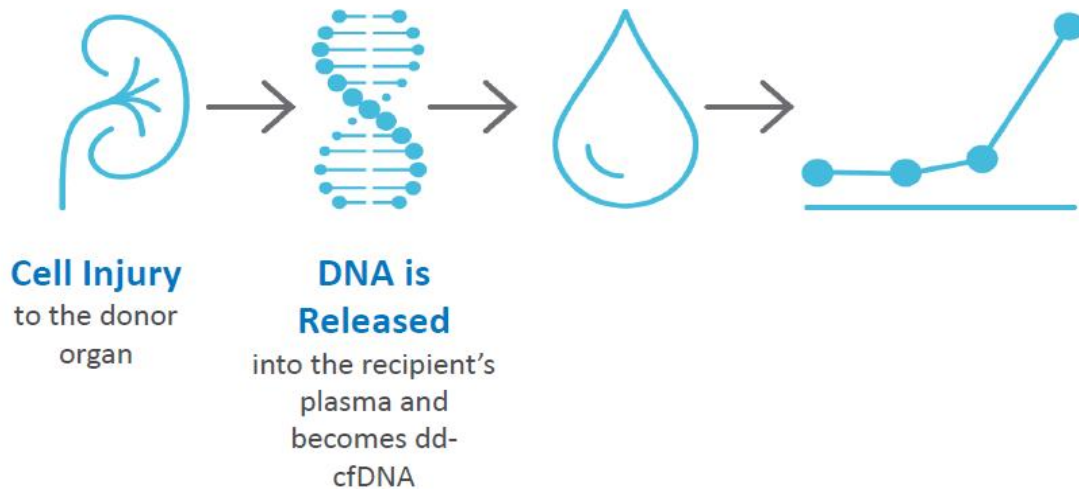 Cell Injury
to the donor
organ
DNA is
Released
into the recipient's
plasma and
becomes dd-
cfDNA